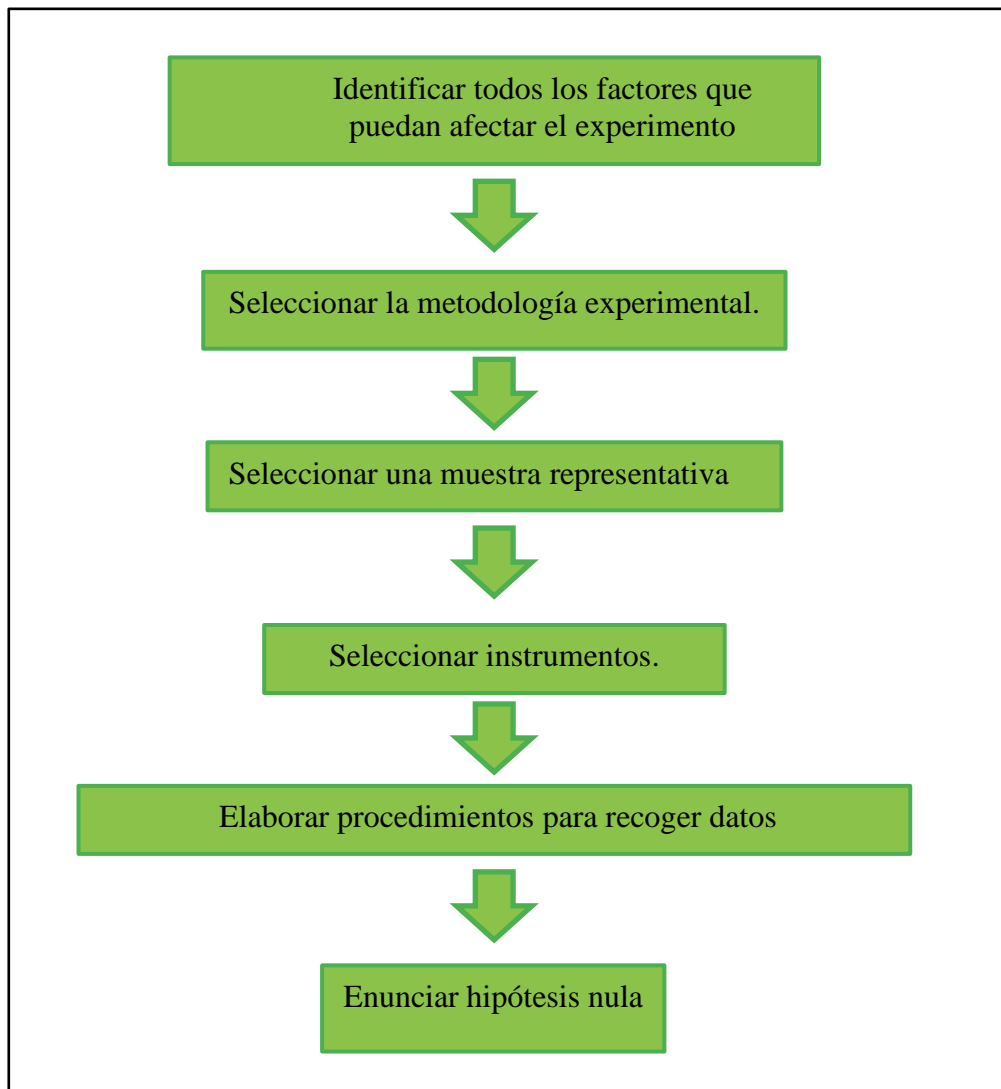 Identificar todos los factores que
puedan afectar el experimento
Seleccionar la metodología experimental.
Seleccionar una muestra representativa
Seleccionar instrumentos.
Elaborar procedimientos para recoger datos
Enunciar hipótesis nula